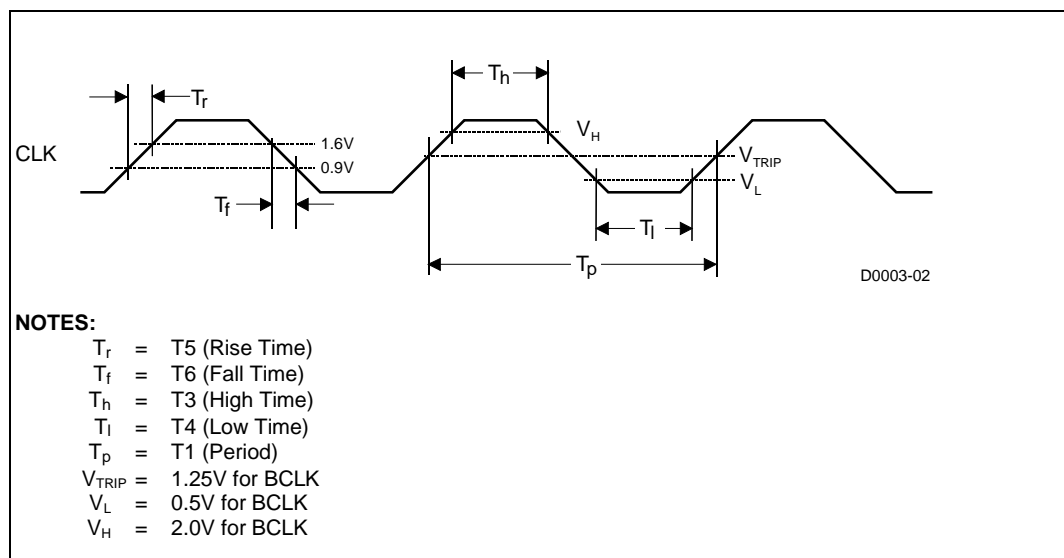 Tr
Th
VH
CLK
1.6V
0.9V
VTRIP
VL
Tf
Tl
Tp
D0003-02
NOTES:
Tr = T5 (Rise Time)
Tf = T6 (Fall Time)
Th = T3 (High Time)
Tl = T4 (Low Time)
Tp = T1 (Period)
VTRIP = 1.25V for BCLK
VL = 0.5V for BCLK
VH = 2.0V for BCLK